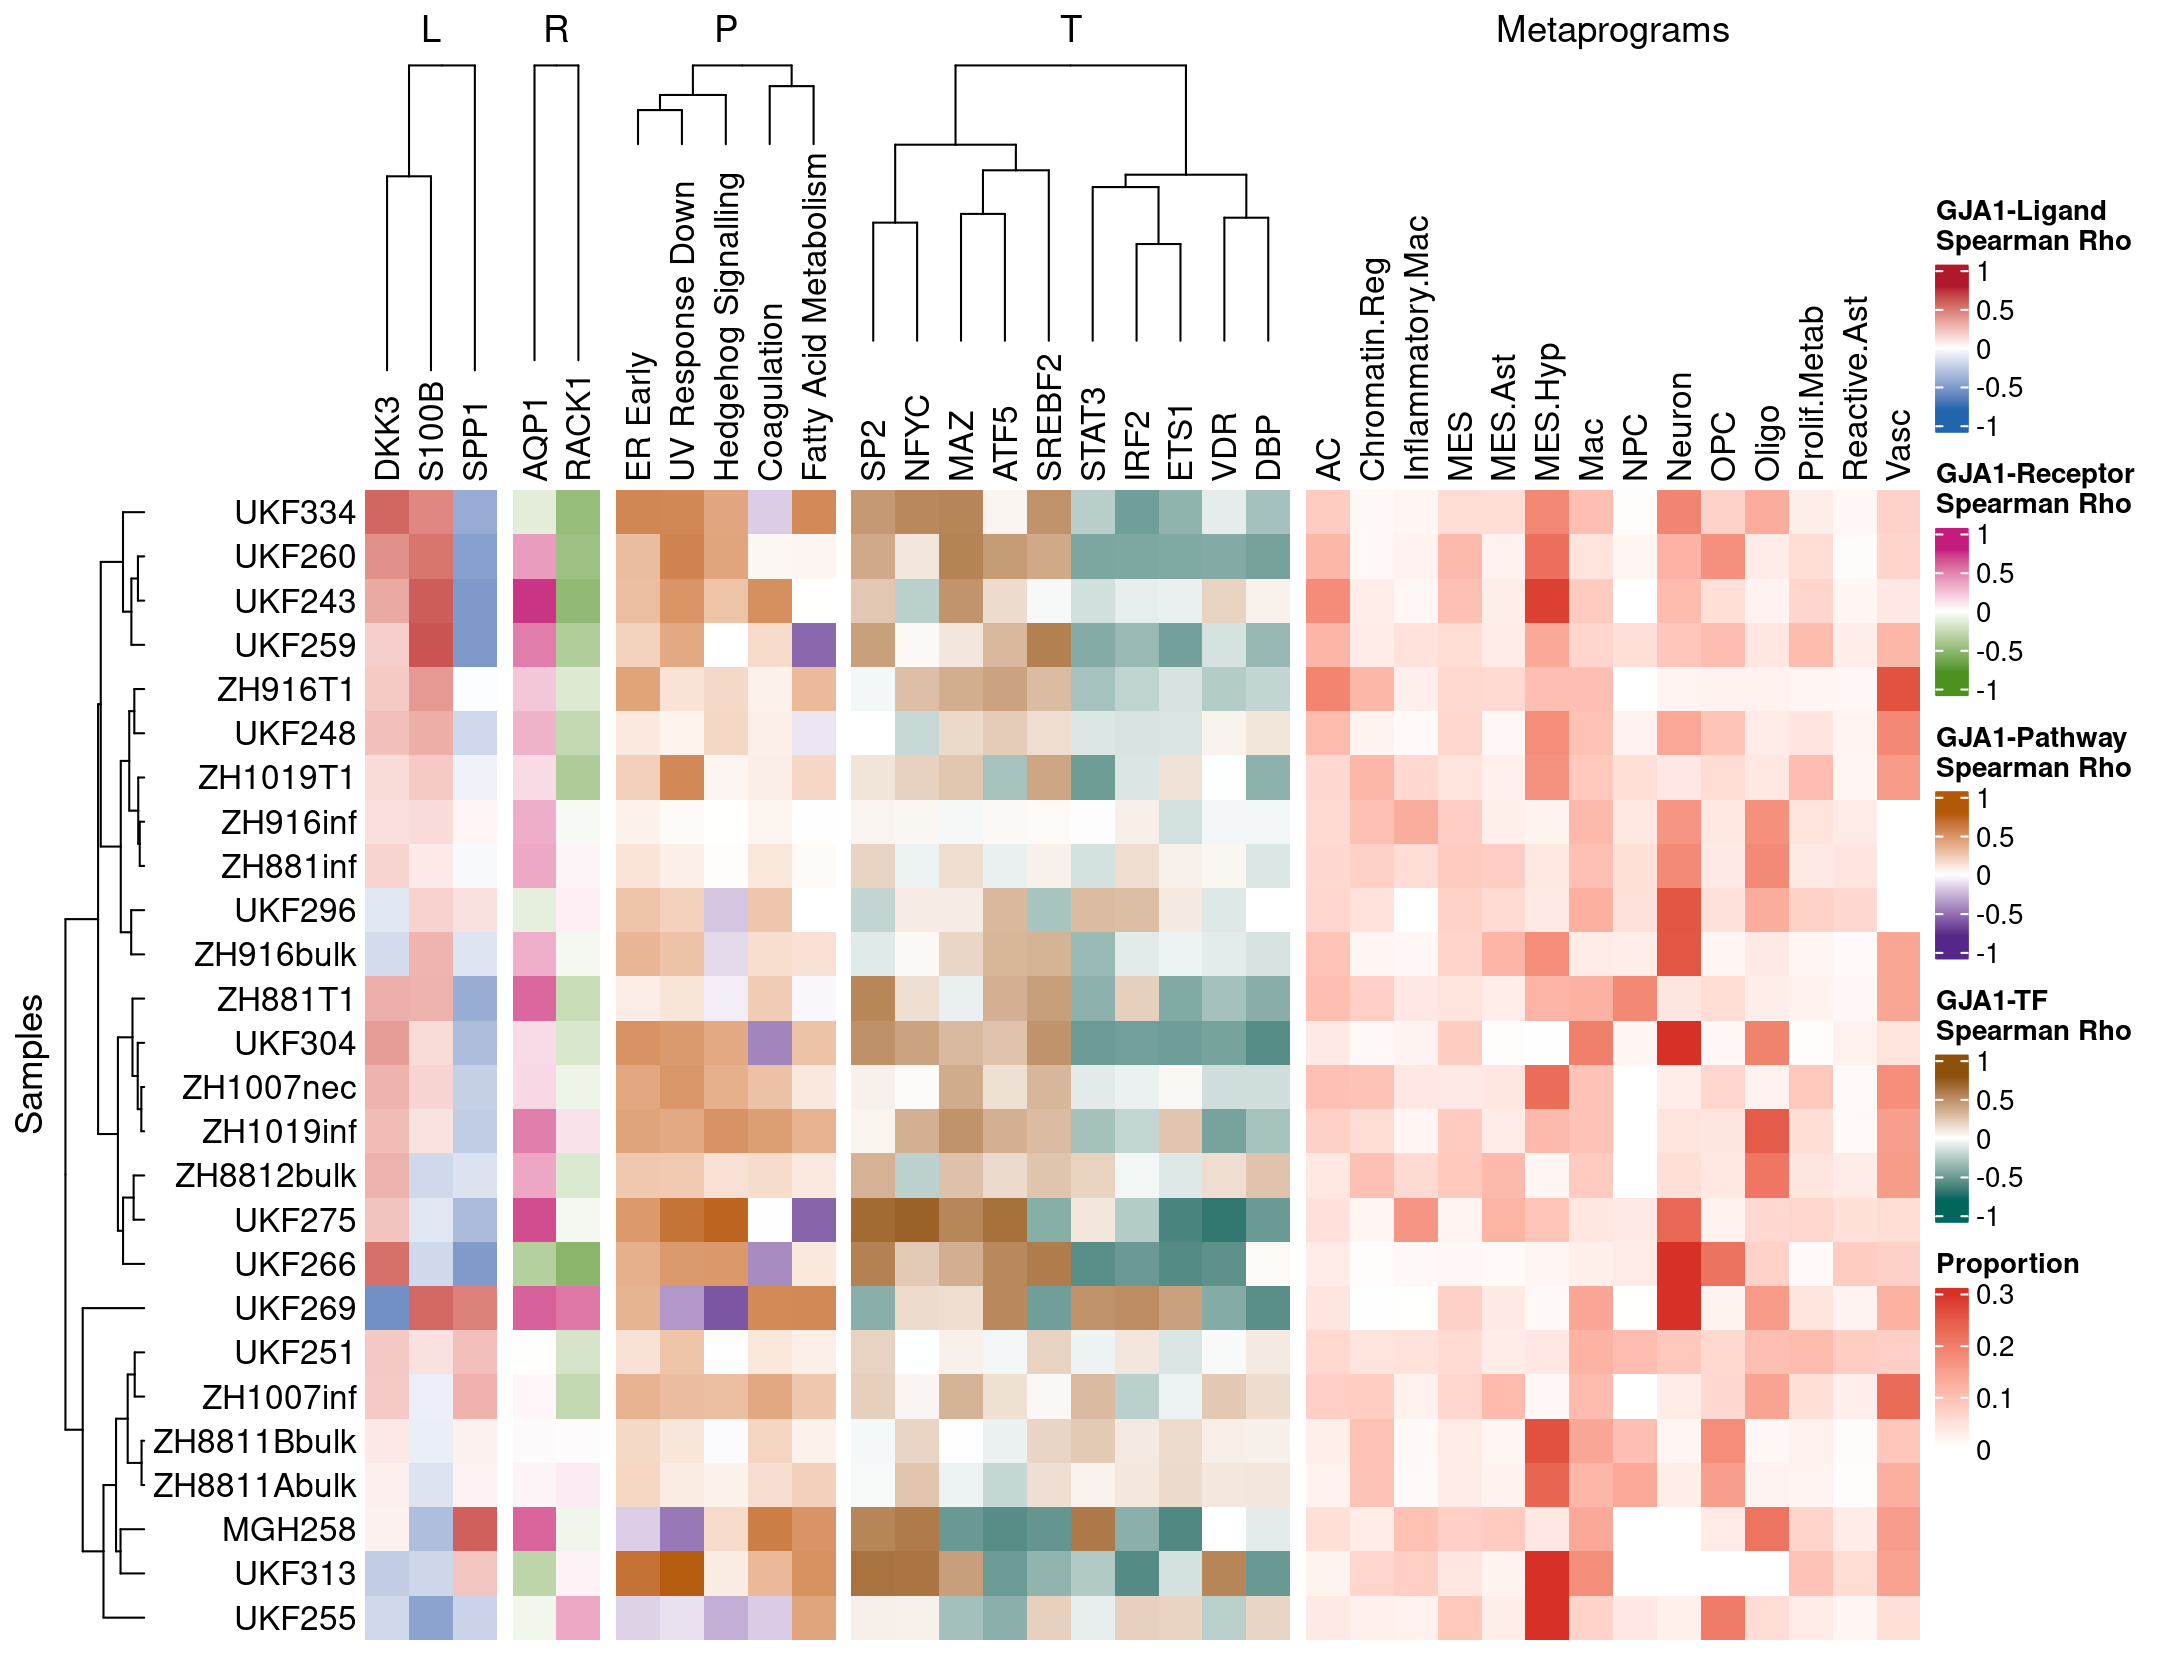 L
R
P
T
Metaprograms
DKK3
S100B
SPP1
AQP1
RACK1
ER Early
UV Response Down
Hedgehog Signalling
Coagulation
Fatty Acid Metabolism
SP2
NFYC
MAZ
ATF5
SREBF2
STAT3
IRF2
ETS1
VDR
DBP
AC
Chromatin.Reg
Inflammatory.Mac
MES
MES.Ast
MES.Hyp
Mac
NPC
Neuron
OPC
Oligo
Prolif.Metab
Reactive.Ast
Vasc
Samples
UKF334
UKF260
UKF243
UKF259
ZH916T1
UKF248
ZH1019T1
ZH916inf
ZH881inf
UKF296
ZH916bulk
ZH881T1
UKF304
ZH1007nec
ZH1019inf
ZH8812bulk
UKF275
UKF266
UKF269
UKF251
ZH1007inf
ZH8811Bbulk
ZH8811Abulk
MGH258
UKF313
UKF255
GJA1-Ligand
Spearman Rho
1
0.5
0
-0.5
-1
GJA1-Receptor
Spearman Rho
1
0.5
0
-0.5
-1
GJA1-Pathway
Spearman Rho
1
0.5
0
-0.5
-1
GJA1-TF
Spearman Rho
1
0.5
0
-0.5
-1
Proportion
0.3
0.2
0.1
0